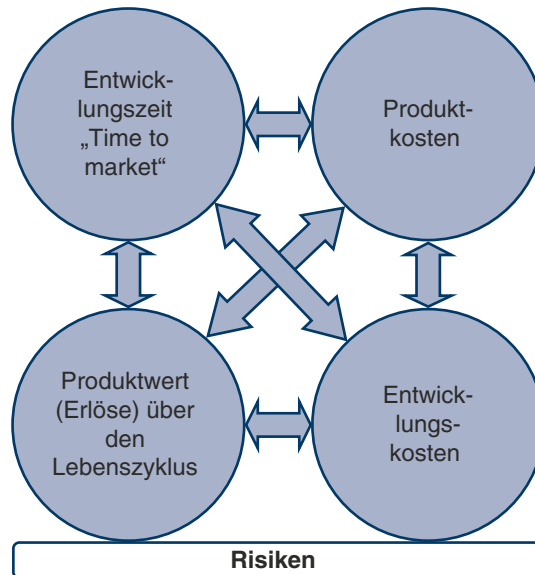 Entwick-
lungszeit
„Time to
market“
Produkt-
kosten
Produktwert
(Erlöse) über
den
Lebenszyklus
Entwick-
lungs-
kosten
Risiken